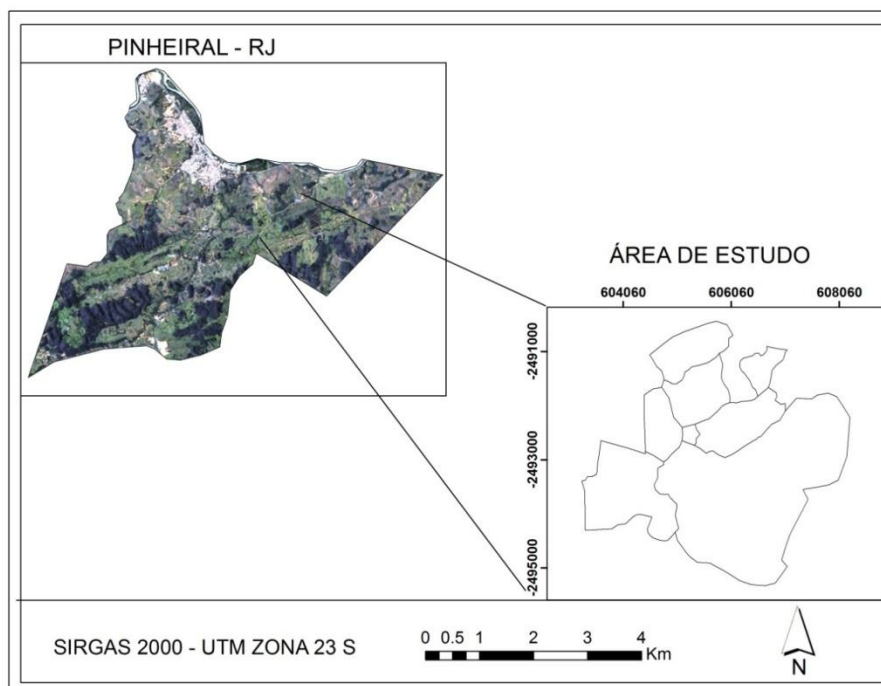 PINHEIRAL - RJ
ÁREA DE ESTUDO
604060 606060 608060
-2491000
-2493000
-2495000
SIRGAS 2000 - UTM ZONA 23 S
0 0.5 1 2 3 4
Km
N